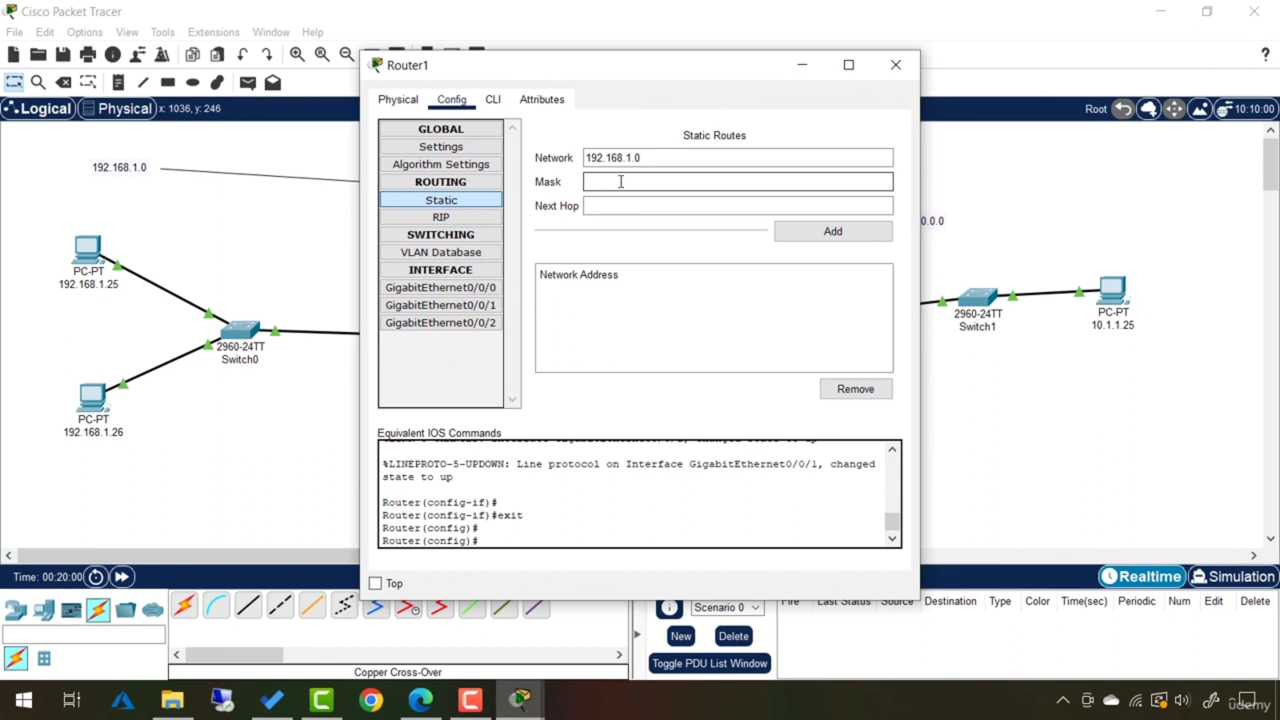 Cisco Packet Tracer
File Edit Options View Tools Extensions Window Help
?
Logical Physical x: 1036, y: 246
Root 10:10:00
192.168.1.0
PC-PT
192.168.1.25
2960-24TT
Switch0
PC-PT
192.168.1.26
Router1
Physical Config CLI Attributes
GLOBAL
Settings
Algorithm Settings
ROUTING
Static
RIP
SWITCHING
VLAN Database
INTERFACE
GigabitEthernet0/0/0
GigabitEthernet0/0/1
GigabitEthernet0/0/2
Static Routes
Network 192.168.1.0
Mask
Next Hop
Add
Network Address
Remove
Equivalent IOS Commands
%LINEPROTO-5-UPDOWN: Line protocol on Interface GigabitEthernet0/0/1, changed
state to up
Router(config-if)#
Router(config-if)#exit
Router(config)#
Router(config)#
Top
0.0.0
2960-24TT
Switch1
PC-PT
10.1.1.25
Time: 00:20:00
Realtime Simulation
Copper Cross-Over
Scenario 0
New Delete
Toggle PDU List Window
Fire Last Status Source Destination Type Color Time(sec) Periodic Num Edit Delete
udemy